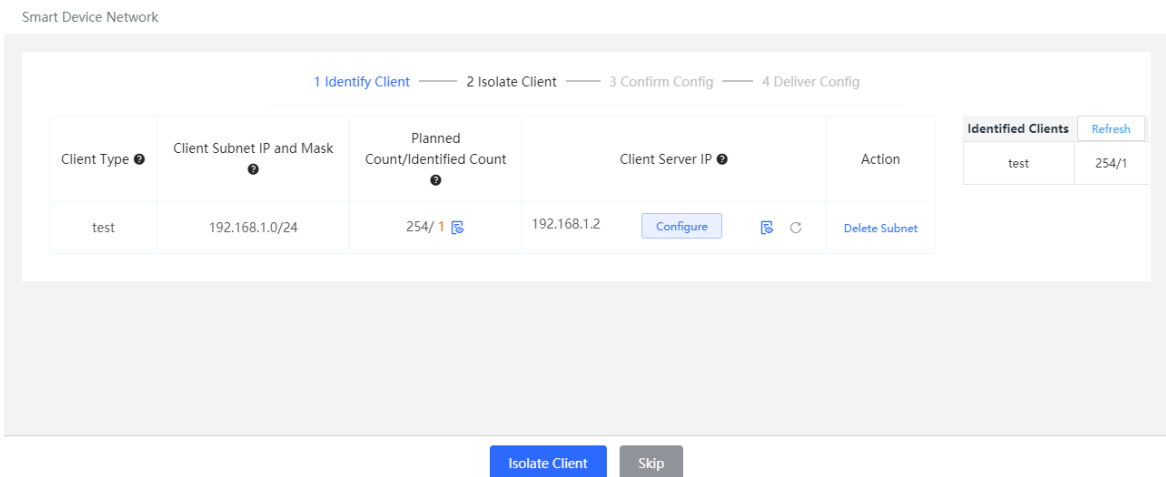 Smart Device Network
1 Identify Client 2 Isolate Client 3 Confirm Config 4 Deliver Config
Client Type
Client Subnet IP and Mask
Planned
Count/Identified Count
Client Server IP
Action
test
192.168.1.0/24
254/ 1
192.168.1.2
Configure
Delete Subnet
Identified Clients
Refresh
test
254/1
Isolate Client
Skip